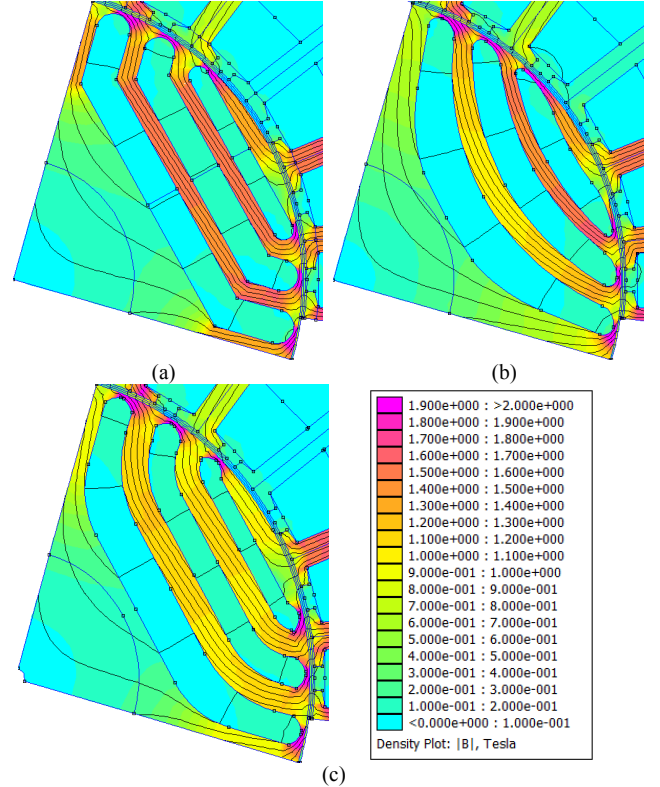 (a)
(b)
1.900e+000 : >2.000e+000
1.800e+000 : 1.900e+000
1.700e+000 : 1.800e+000
1.600e+000 : 1.700e+000
1.500e+000 : 1.600e+000
1.400e+000 : 1.500e+000
1.300e+000 : 1.400e+000
1.200e+000 : 1.300e+000
1.100e+000 : 1.200e+000
1.000e+000 : 1.100e+000
9.000e-001 : 1.000e+000
8.000e-001 : 9.000e-001
7.000e-001 : 8.000e-001
6.000e-001 : 7.000e-001
5.000e-001 : 6.000e-001
4.000e-001 : 5.000e-001
3.000e-001 : 4.000e-001
2.000e-001 : 3.000e-001
1.000e-001 : 2.000e-001
<0.000e+000 : 1.000e-001
Density Plot: |B|, Tesla
(c)